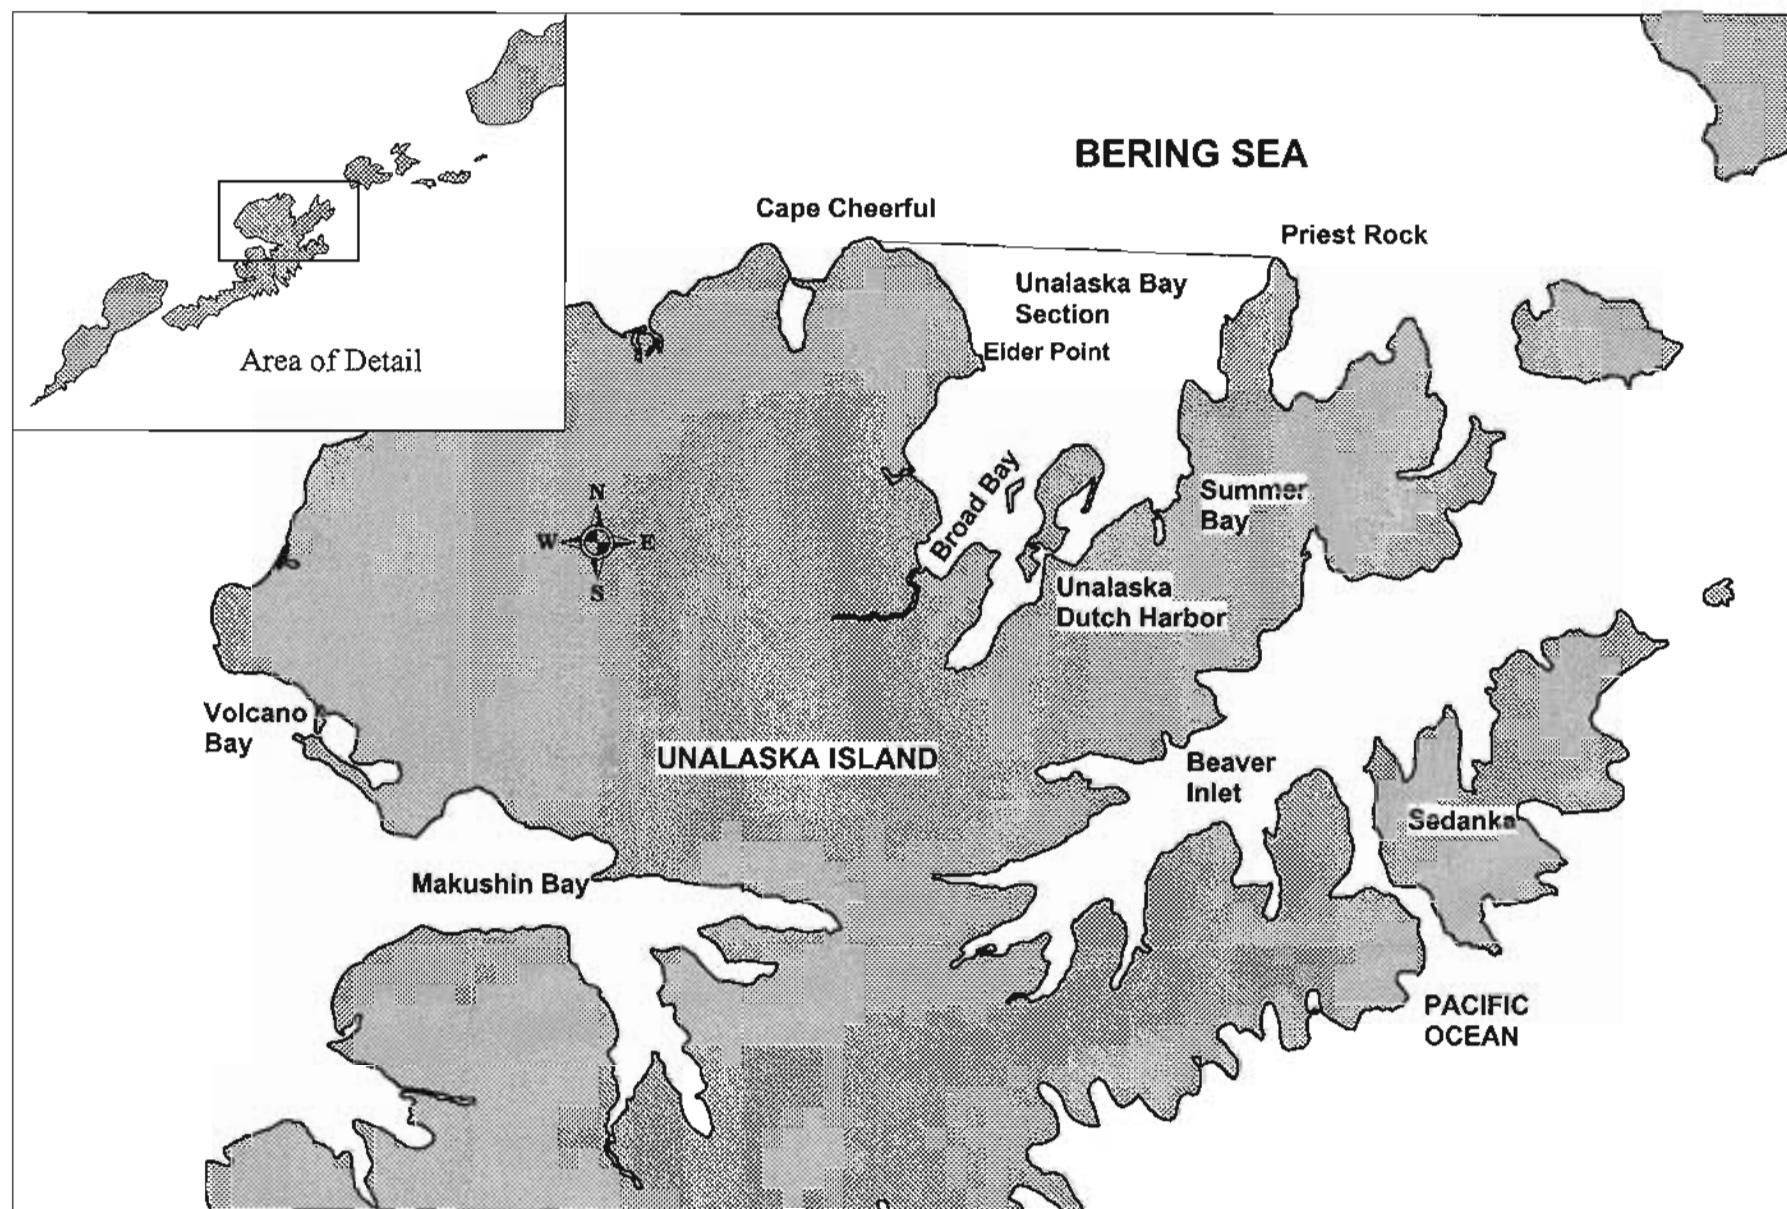 BERING SEA
Cape Cheerful
Priest Rock
Unalaska Bay
Section
Eider Point
Area of Detail
Broad Bay
Summer
Bay
N
W E
S
Unalaska
Dutch Harbor
Volcano
Bay
UNALASKA ISLAND
Beaver
Inlet
Sedanka
Makushin Bay
PACIFIC
OCEAN